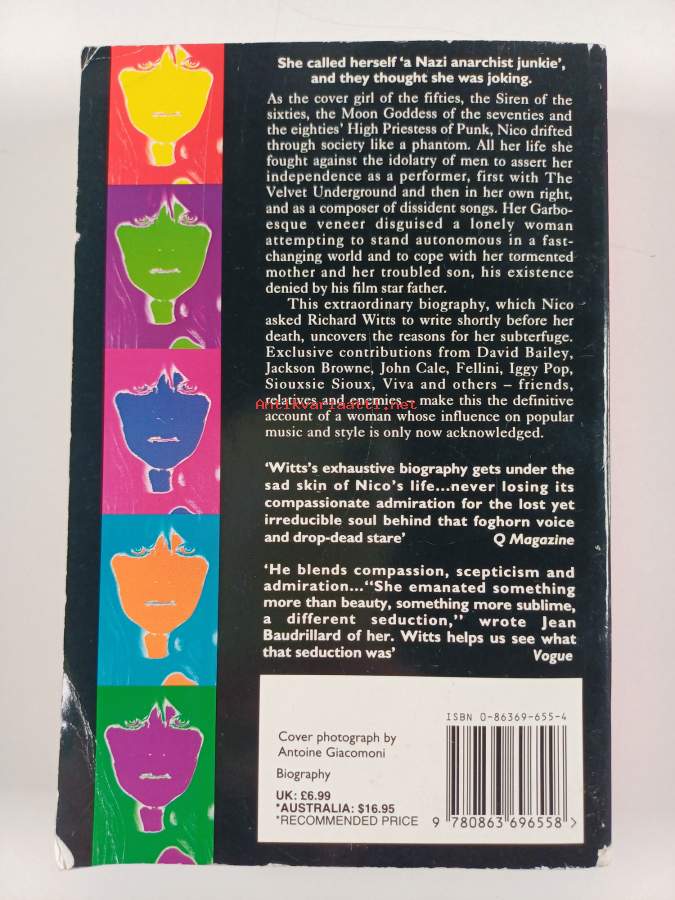 She called herself 'a Nazi anarchist junkie',
and they thought she was joking.
As the cover girl of the fifties, the Siren of the
sixties, the Moon Goddess of the seventies and
the eighties' High Priestess of Punk, Nico drifted
through society like a phantom. All her life she
fought against the idolatry of men to assert her
independence as a performer, first with The
Velvet Underground and then in her own right,
and as a composer of dissident songs. Her Garbo-
esque veneer disguised a lonely woman
attempting to stand autonomous in a fast-
changing world and to cope with her tormented
mother and her troubled son, his existence
denied by his film star father.
This extraordinary biography, which Nico
asked Richard Witts to write shortly before her
death, uncovers the reasons for her subterfuge.
Exclusive contributions from David Bailey,
Jackson Browne, John Cale, Fellini, Iggy Pop,
Siouxsie Sioux, Viva and others – friends,
relatives and enemies – make this the definitive
Antikvariaatti.net
account of a woman whose influence on popular
music and style is only now acknowledged.
'Witts's exhaustive biography gets under the
sad skin of Nico's life...never losing its
compassionate admiration for the lost yet
irreducible soul behind that foghorn voice
and drop-dead stare' Q Magazine
'He blends compassion, scepticism and
admiration..."She emanated something
more than beauty, something more sublime,
a different seduction," wrote Jean
Baudrillard of her. Witts helps us see what
that seduction was' Vogue
Cover photograph by
Antoine Giacomoni
Biography
UK: £6.99
*AUSTRALIA: $16.95
*RECOMMENDED PRICE
ISBN 0-86369-655-4
9 780863 696558 >